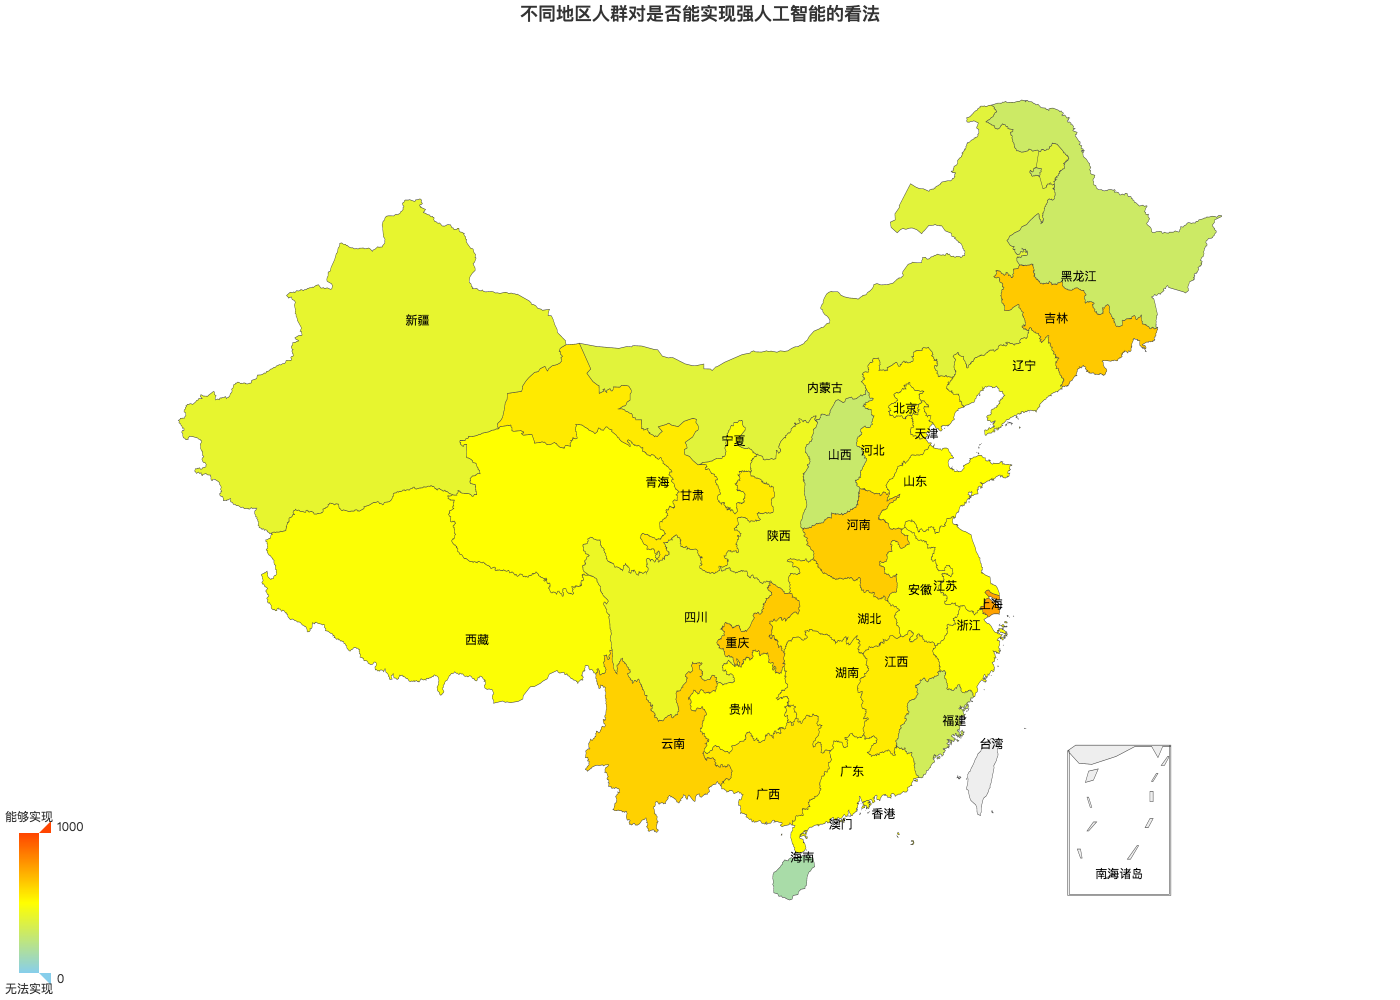 不同地区人群对是否能实现强人工智能的看法
黑龙江
吉林
新疆
辽宁
内蒙古
北京
天津
宁夏
河北
山西
青海
山东
甘肃
河南
陕西
安徽
江苏
上海
四川
湖北
浙江
西藏
重庆
江西
湖南
贵州
福建
云南
台湾
广东
广西
香港
澳门
海南
南海诸岛
能够实现
1000
0
无法实现